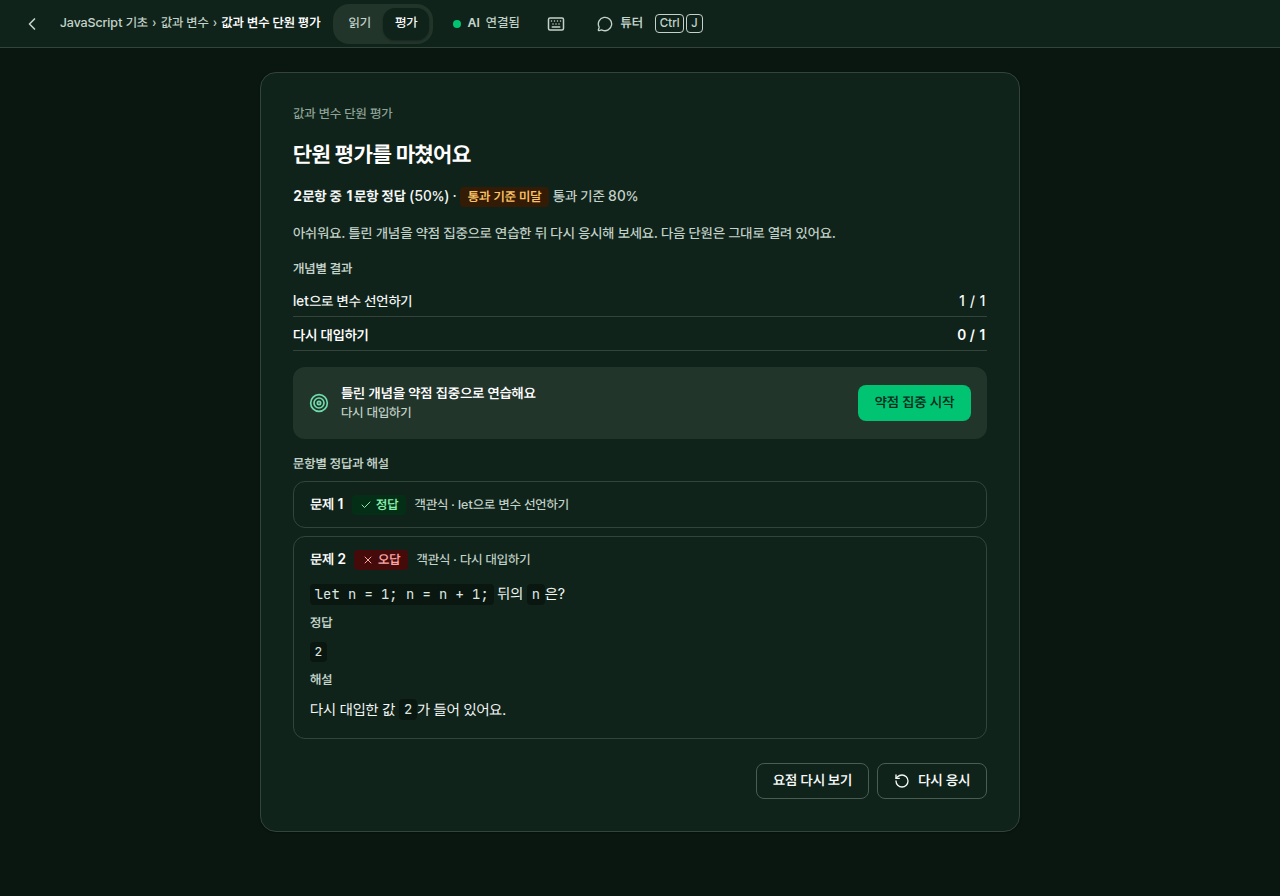 JavaScript 기초 › 값과 변수 › 값과 변수 단원 평가 읽기 평가 AI 연결됨 튜터 Ctrl J
값과 변수 단원 평가
단원 평가를 마쳤어요
2문항 중 1문항 정답 (50%) · 통과 기준 미달 통과 기준 80%
아쉬워요. 틀린 개념을 약점 집중으로 연습한 뒤 다시 응시해 보세요. 다음 단원은 그대로 열려 있어요.
개념별 결과
let으로 변수 선언하기 1 / 1
다시 대입하기 0 / 1
틀린 개념을 약점 집중으로 연습해요
다시 대입하기
약점 집중 시작
문항별 정답과 해설
문제 1 정답 객관식 · let으로 변수 선언하기
문제 2 오답 객관식 · 다시 대입하기
let n = 1; n = n + 1; 뒤의 n은?
정답
2
해설
다시 대입한 값 2가 들어 있어요.
요점 다시 보기 다시 응시